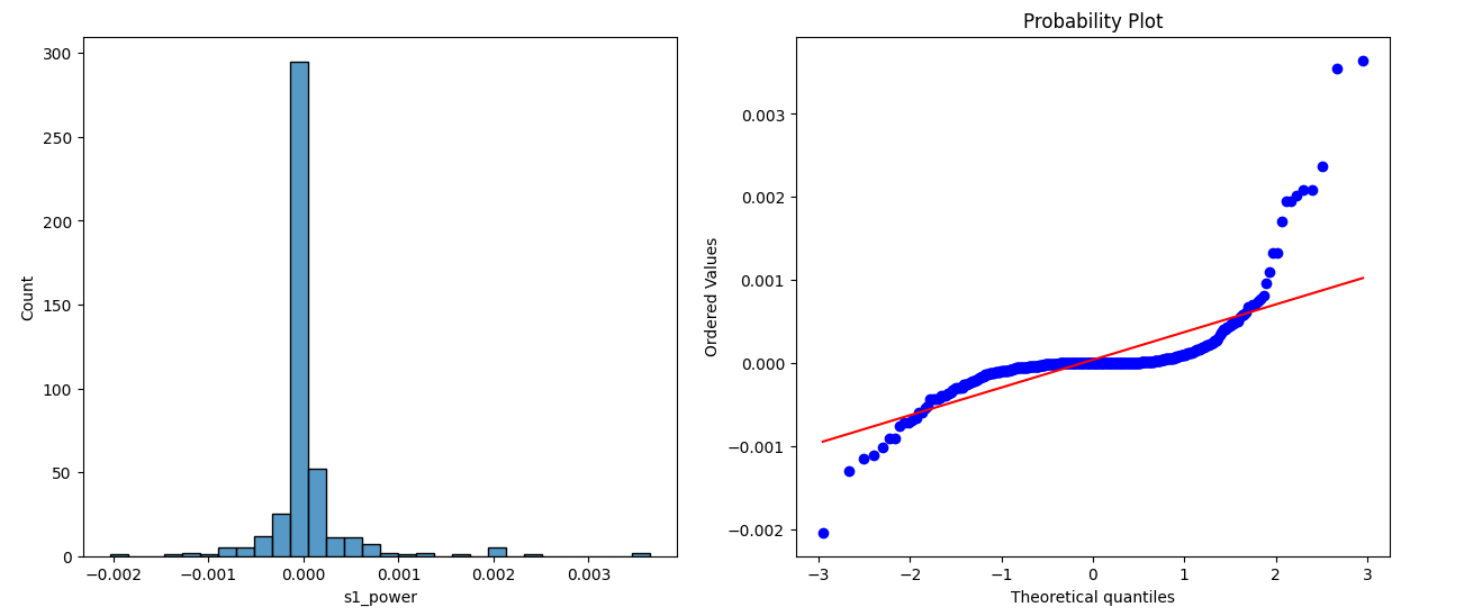 Probability Plot
300
250
200
150
100
50
0
Count
−0.002 −0.001 0.000 0.001 0.002 0.003
s1_power
0.003
0.002
0.001
0.000
−0.001
−0.002
Ordered Values
−3 −2 −1 0 1 2 3
Theoretical quantiles